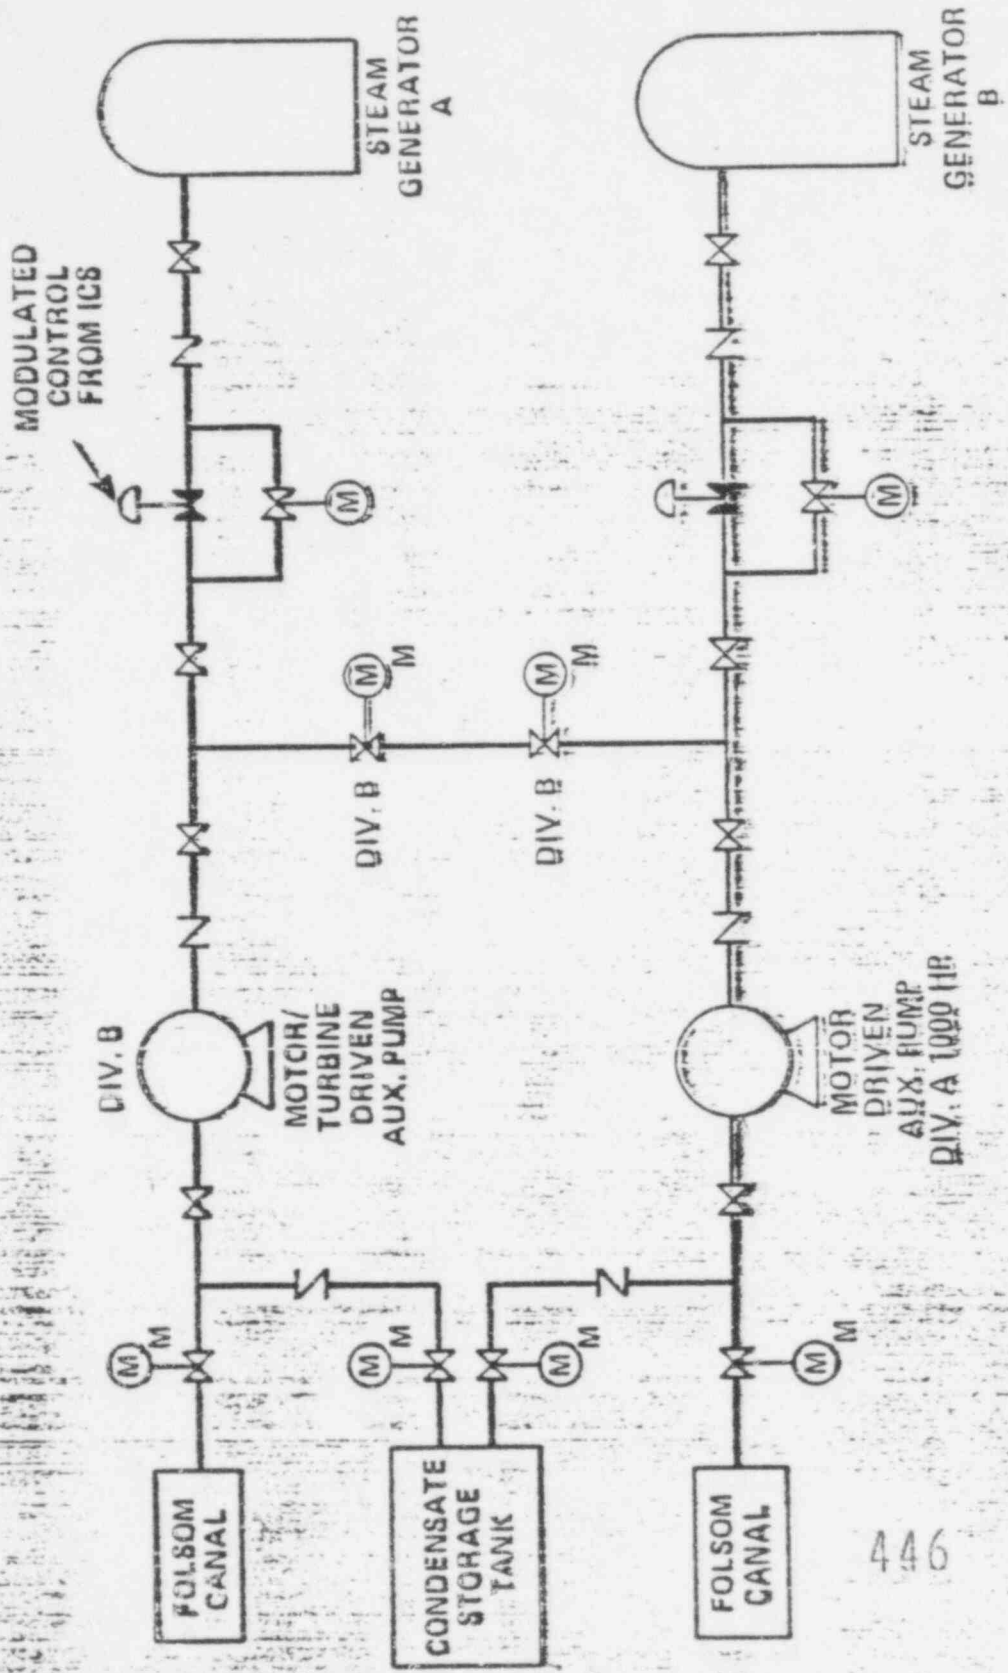 MODULATED
CONTROL
FROM ICS
STEAM
GENERATOR
A
DIV. B
MOTOR/
TURBINE
DRIVEN
AUX. PUMP
M
M
FOLSOM
CANAL
M
M
M
M
DIV. B
M
M
DIV. B
M
M
CONDENSATE
STORAGE
TANK
M
STEAM
GENERATOR
B
MOTOR
DRIVEN
AUX. PUMP
DIV. A 1000 HP
M
M
FOLSOM
CANAL
M
446